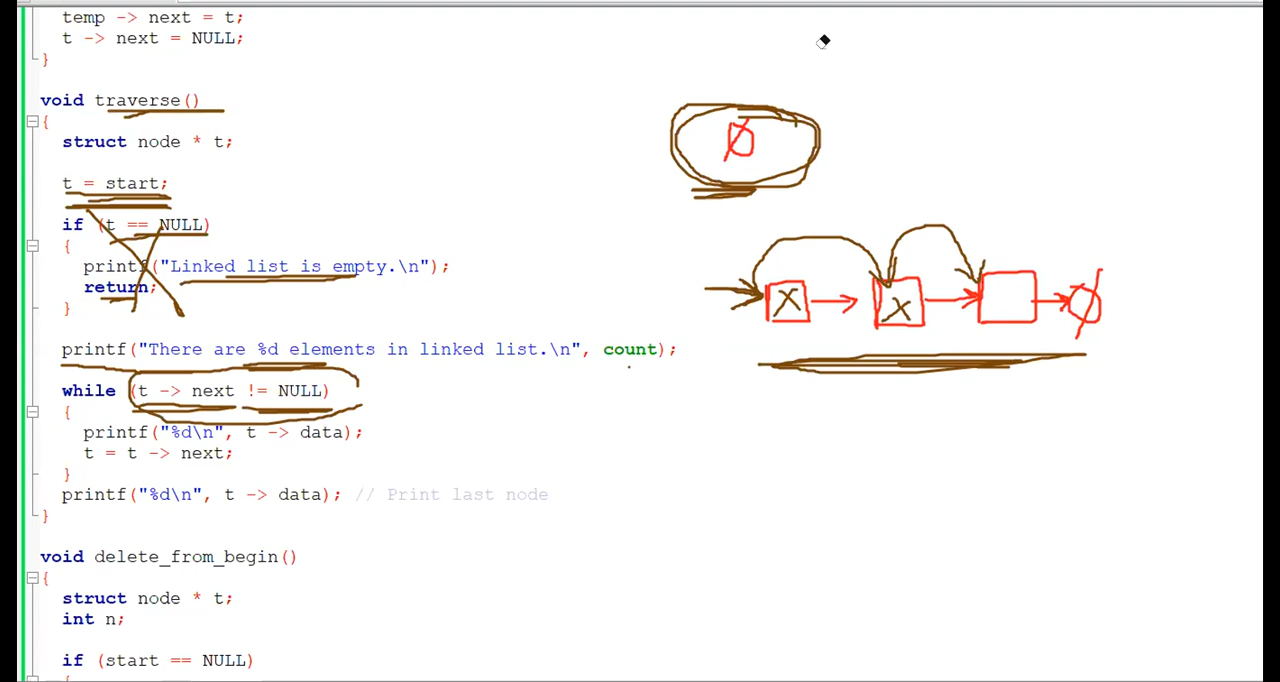 temp -> next = t;
t -> next = NULL;
}
void traverse()
{
struct node * t;
t = start;
if (t == NULL)
{
printf("Linked list is empty.\n");
return;
}
printf("There are %d elements in linked list.\n", count);
while (t -> next != NULL)
{
printf("%d\n", t -> data);
t = t -> next;
}
printf("%d\n", t -> data); // Print last node
}
void delete_from_begin()
{
struct node * t;
int n;
if (start == NULL)
{
X X